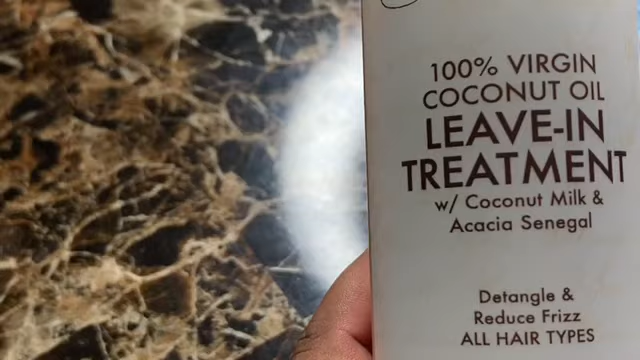 100% VIRGIN
COCONUT OIL
LEAVE-IN
TREATMENT
w/ Coconut Milk &
Acacia Senegal
Detangle &
Reduce Frizz
ALL HAIR TYPES